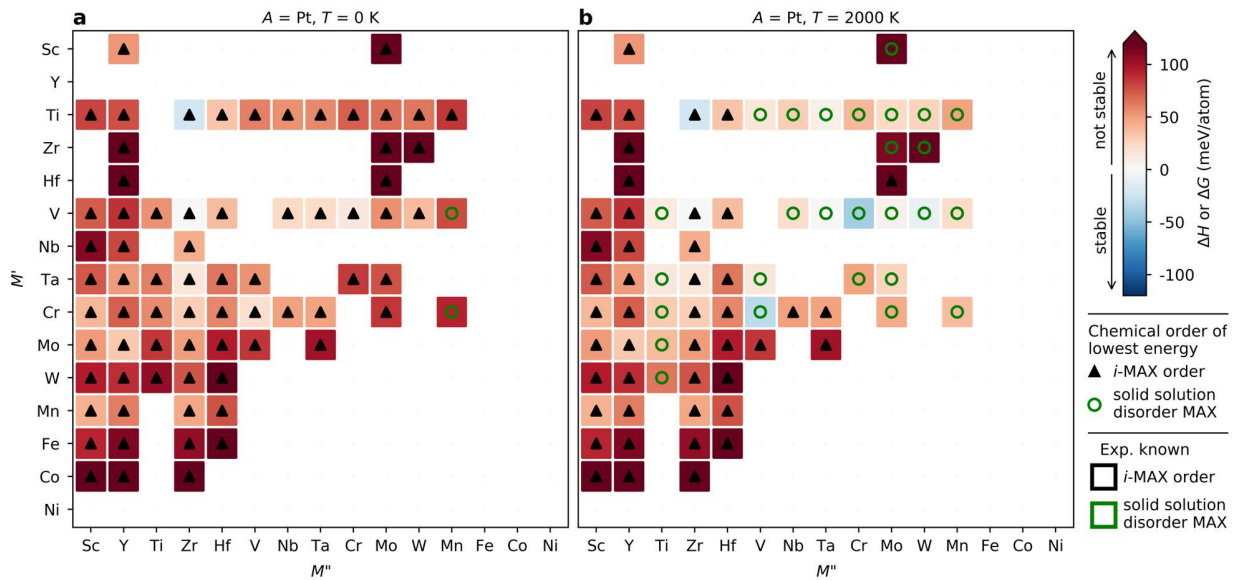 a
A = Pt, T = 0 K
b
A = Pt, T = 2000 K
M'
Sc
Y
Ti
Zr
Hf
V
Nb
Ta
Cr
Mo
W
Mn
Fe
Co
Ni
Sc Y Ti Zr Hf V Nb Ta Cr Mo W Mn Fe Co Ni
M"
Sc Y Ti Zr Hf V Nb Ta Cr Mo W Mn Fe Co Ni
M"
not stable
stable
100
50
0
-50
-100
ΔH or ΔG (meV/atom)
Chemical order of
lowest energy
i-MAX order
solid solution
disorder MAX
Exp. known
i-MAX order
solid solution
disorder MAX